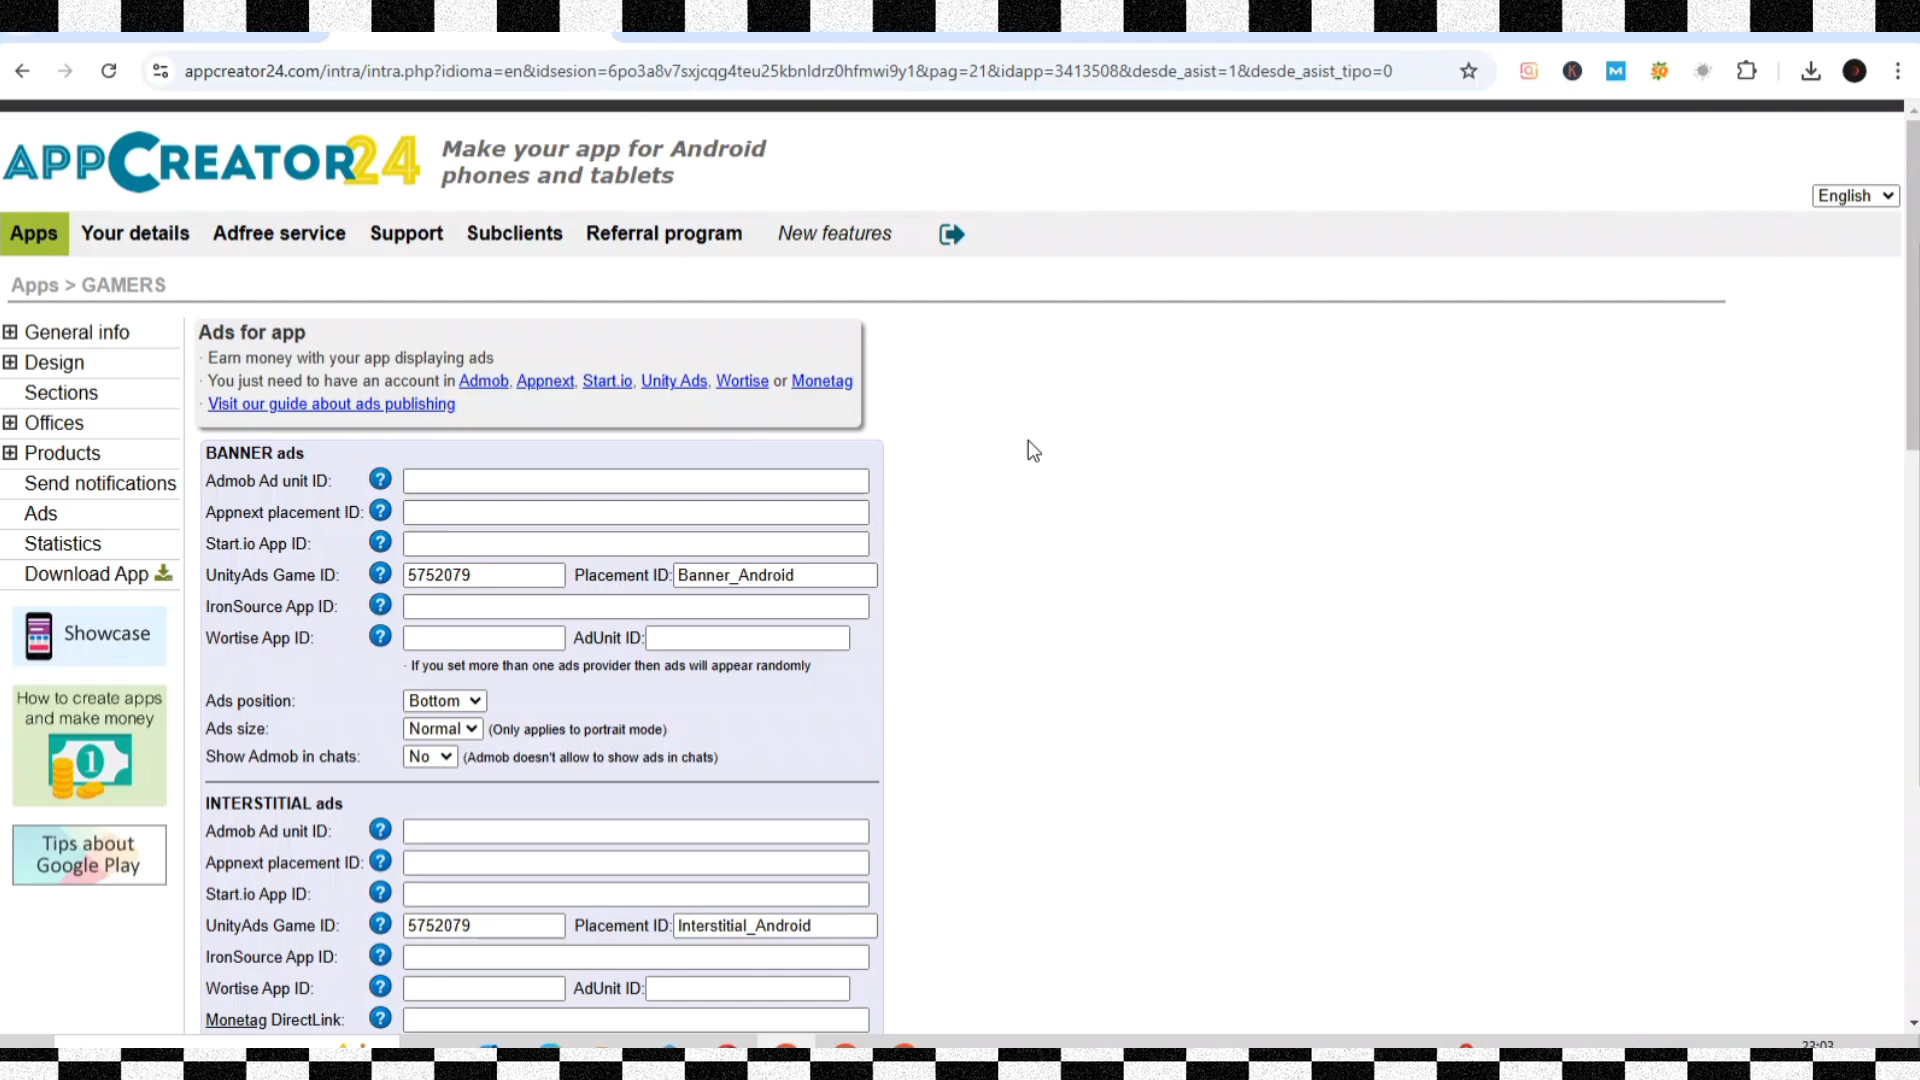 appcreator24.com/intra/intra.php?idioma=en&idsesion=6po3a8v7sxjcqg4teu25kbnldrz0hfmwi9y1&pag=21&idapp=3413508&desde_asist=1&desde_asist_tipo=0
APPCREATOR24
Make your app for Android
phones and tablets
English
Apps Your details Adfree service Support Subclients Referral program New features
Apps > GAMERS
General info
Design
Sections
Offices
Products
Send notifications
Ads
Statistics
Download App
Showcase
How to create apps
and make money
1
Tips about
Google Play
Ads for app
· Earn money with your app displaying ads
· You just need to have an account in Admob, Appnext, Start.io, Unity Ads, Wortise or Monetag
· Visit our guide about ads publishing
BANNER ads
Admob Ad unit ID: ?
Appnext placement ID: ?
Start.io App ID: ?
UnityAds Game ID: ? 5752079 Placement ID: Banner_Android
IronSource App ID: ?
Wortise App ID: ? AdUnit ID:
· If you set more than one ads provider then ads will appear randomly
Ads position: Bottom
Ads size: Normal (Only applies to portrait mode)
Show Admob in chats: No (Admob doesn't allow to show ads in chats)
INTERSTITIAL ads
Admob Ad unit ID: ?
Appnext placement ID: ?
Start.io App ID: ?
UnityAds Game ID: ? 5752079 Placement ID: Interstitial_Android
IronSource App ID: ?
Wortise App ID: ? AdUnit ID:
Monetag DirectLink: ?
23:03